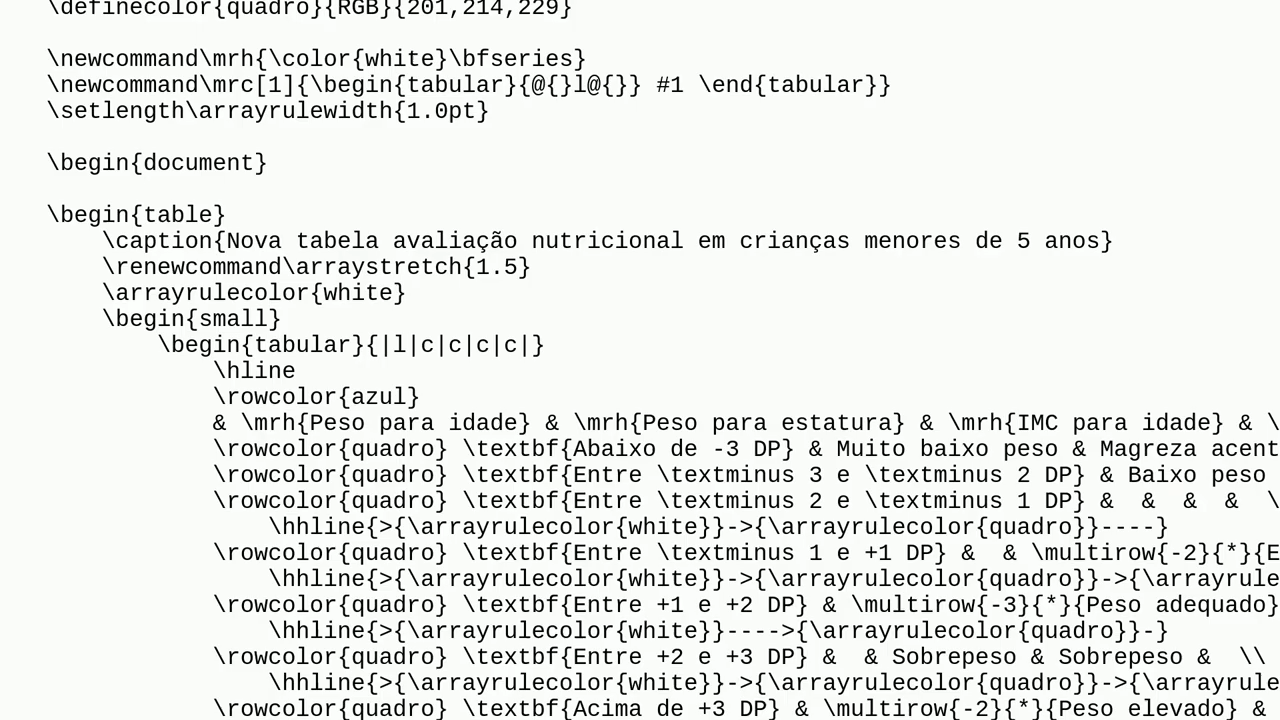 \definecolor{quadro}{RGB}{201,214,229}
\newcommand\mrh{\color{white}\bfseries}
\newcommand\mrc[1]{\begin{tabular}{@{}l@{}} #1 \end{tabular}}
\setlength\arrayrulewidth{1.0pt}
\begin{document}
\begin{table}
\caption{Nova tabela avaliação nutricional em crianças menores de 5 anos}
\renewcommand\arraystretch{1.5}
\arrayrulecolor{white}
\begin{small}
\begin{tabular}{|l|c|c|c|c|}
\hline
\rowcolor{azul}
& \mrh{Peso para idade} & \mrh{Peso para estatura} & \mrh{IMC para idade} & \
\rowcolor{quadro} \textbf{Abaixo de -3 DP} & Muito baixo peso & Magreza acent
\rowcolor{quadro} \textbf{Entre \textminus 3 e \textminus 2 DP} & Baixo peso
\rowcolor{quadro} \textbf{Entre \textminus 2 e \textminus 1 DP} &  &  &  &  \
\hhline{>{\arrayrulecolor{white}}->{\arrayrulecolor{quadro}}----}
\rowcolor{quadro} \textbf{Entre \textminus 1 e +1 DP} &  & \multirow{-2}{*}{E
\hhline{>{\arrayrulecolor{white}}->{\arrayrulecolor{quadro}}->{\arrayrule
\rowcolor{quadro} \textbf{Entre +1 e +2 DP} & \multirow{-3}{*}{Peso adequado}
\hhline{>{\arrayrulecolor{white}}---->{\arrayrulecolor{quadro}}-}
\rowcolor{quadro} \textbf{Entre +2 e +3 DP} &  & Sobrepeso & Sobrepeso &  \\
\hhline{>{\arrayrulecolor{white}}->{\arrayrulecolor{quadro}}->{\arrayrule
\rowcolor{quadro} \textbf{Acima de +3 DP} & \multirow{-2}{*}{Peso elevado} &